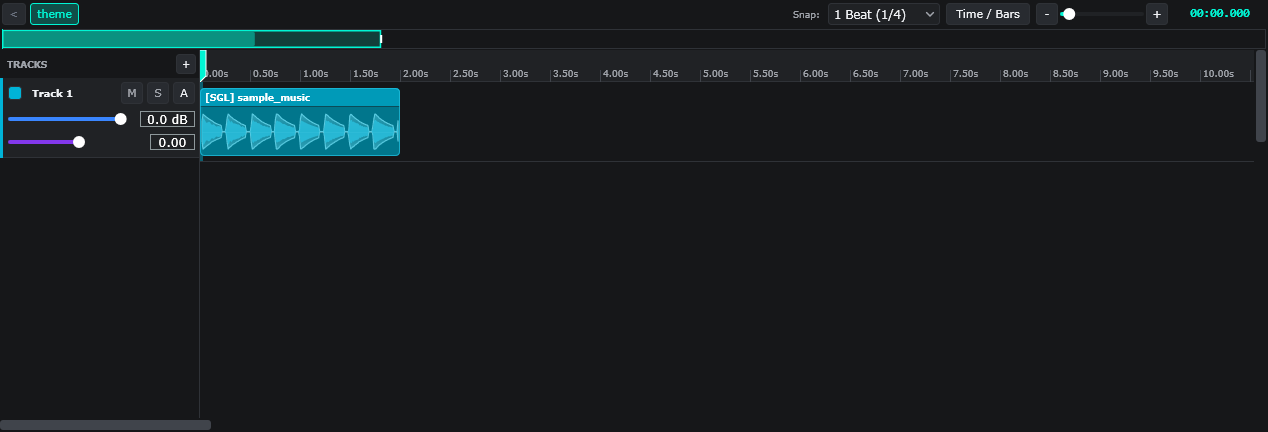 < theme Snap: 1 Beat (1/4) Time / Bars - + 00:00.000
TRACKS + 0.00s 0.50s 1.00s 1.50s 2.00s 2.50s 3.00s 3.50s 4.00s 4.50s 5.00s 5.50s 6.00s 6.50s 7.00s 7.50s 8.00s 8.50s 9.00s 9.50s 10.00s
Track 1 M S A
[SGL] sample_music
0.0 dB
0.00